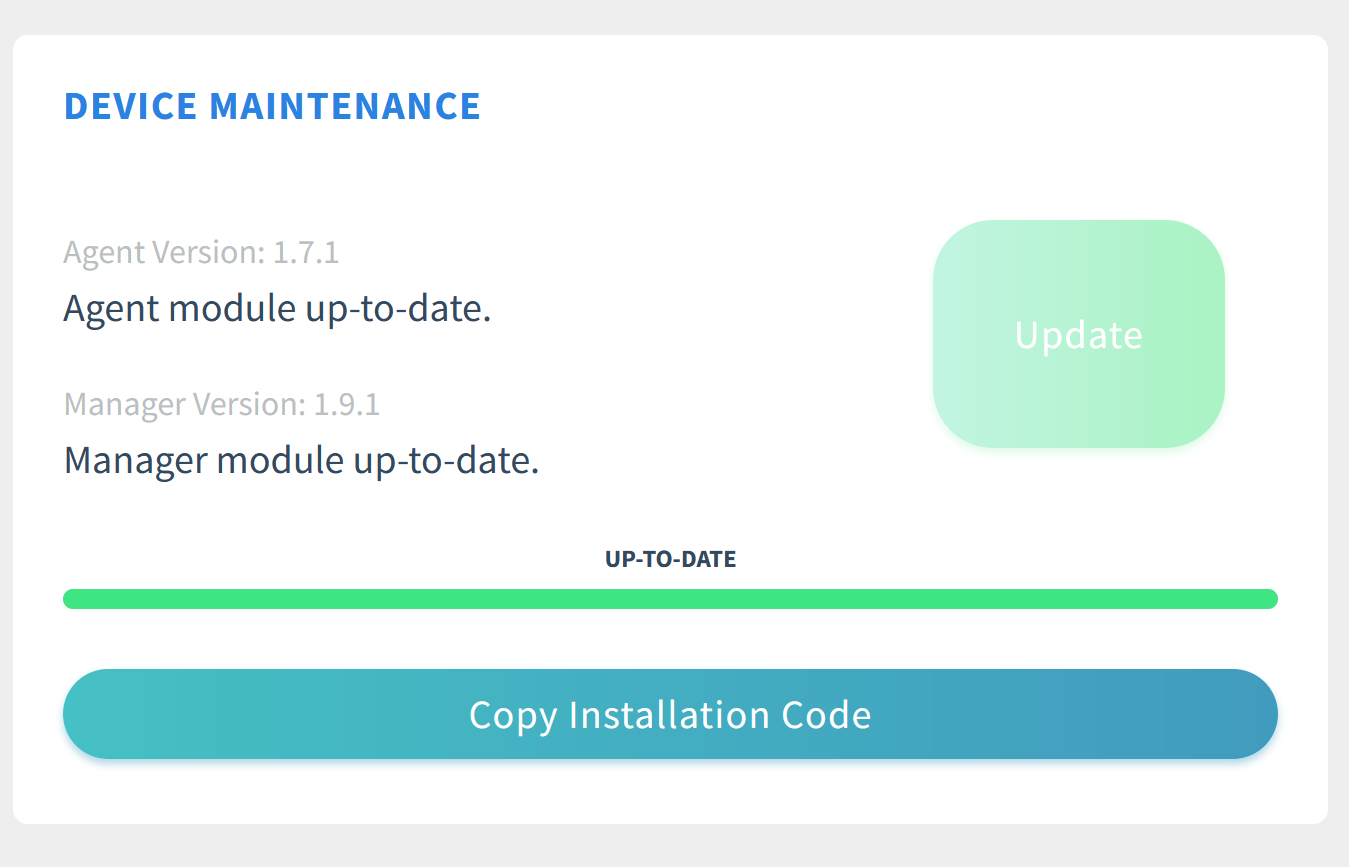 DEVICE MAINTENANCE
Agent Version: 1.7.1
Agent module up-to-date.
Update
Manager Version: 1.9.1
Manager module up-to-date.
UP-TO-DATE
Copy Installation Code